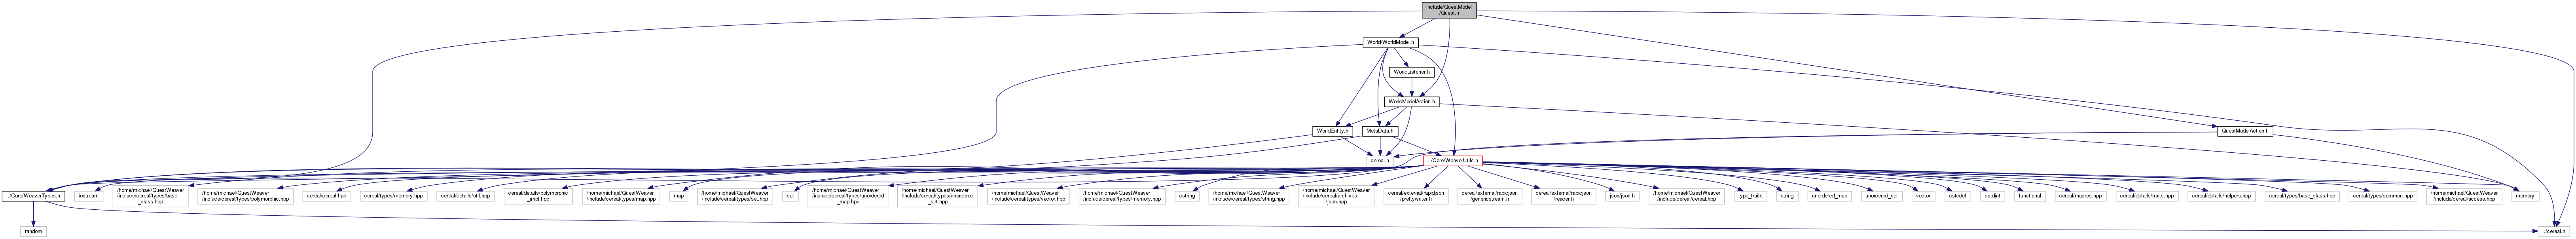 include/QuestModel
/Quest.h
World/WorldModel.h
WorldListener.h
WorldModelAction.h
WorldEntity.h
MetaData.h
QuestModelAction.h
cereal.h
../Core/WeaverUtils.h
../Core/WeaverTypes.h
iostream
/home/michael/QuestWeaver
/include/cereal/types/base
_class.hpp
/home/michael/QuestWeaver
/include/cereal/types/polymorphic.hpp
cereal/cereal.hpp
cereal/types/memory.hpp
cereal/details/util.hpp
cereal/details/polymorphic
_impl.hpp
/home/michael/QuestWeaver
/include/cereal/types/map.hpp
map
/home/michael/QuestWeaver
/include/cereal/types/set.hpp
set
/home/michael/QuestWeaver
/include/cereal/types/unordered
_map.hpp
/home/michael/QuestWeaver
/include/cereal/types/unordered
_set.hpp
/home/michael/QuestWeaver
/include/cereal/types/vector.hpp
/home/michael/QuestWeaver
/include/cereal/types/memory.hpp
cstring
/home/michael/QuestWeaver
/include/cereal/types/string.hpp
/home/michael/QuestWeaver
/include/cereal/archives
/json.hpp
cereal/external/rapidjson
/prettywriter.h
cereal/external/rapidjson
/genericstream.h
cereal/external/rapidjson
/reader.h
json/json.h
/home/michael/QuestWeaver
/include/cereal/cereal.hpp
type_traits
string
unordered_map
unordered_set
vector
cstddef
cstdint
functional
cereal/macros.hpp
cereal/details/traits.hpp
cereal/details/helpers.hpp
cereal/types/base_class.hpp
cereal/types/common.hpp
/home/michael/QuestWeaver
/include/cereal/access.hpp
memory
random
../cereal.h